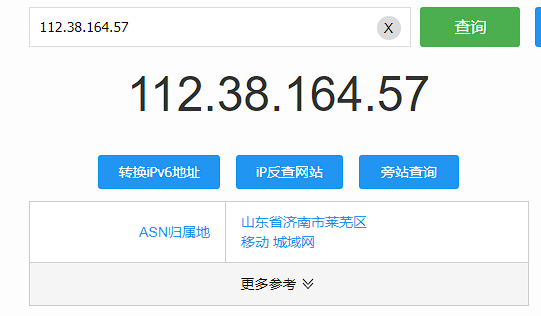 112.38.164.57 X 查询
112.38.164.57
转换iPv6地址 iP反查网站 旁站查询
ASN归属地
山东省济南市莱芜区
移动 城域网
更多参考